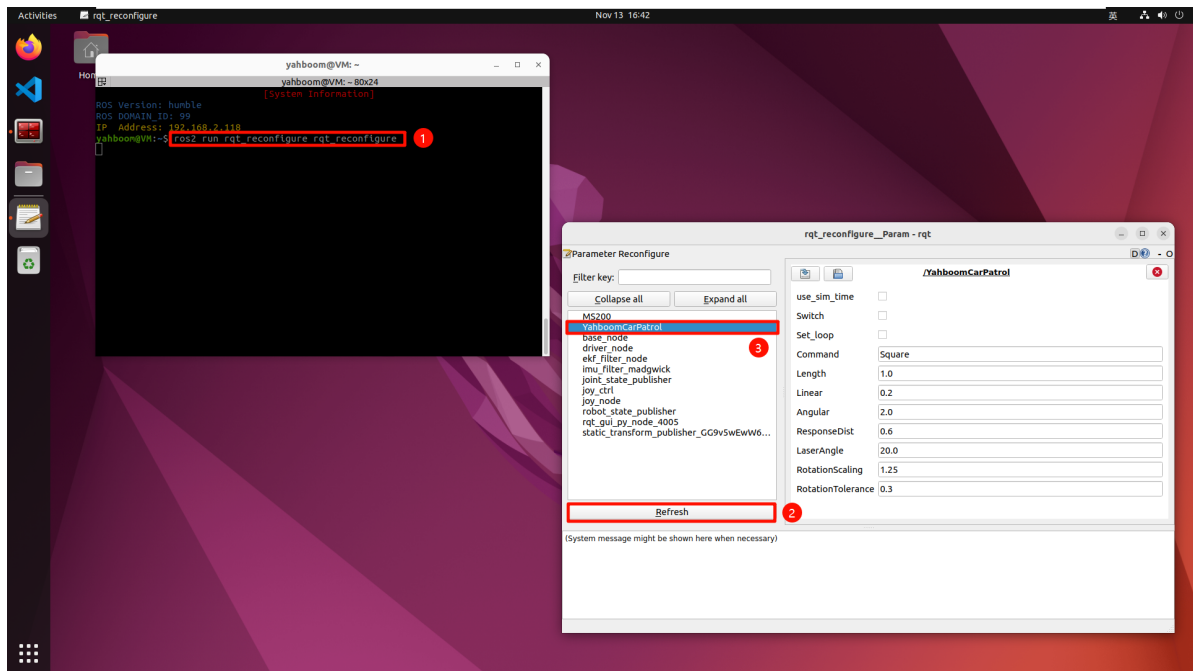 Activities
rqt_reconfigure
Nov 13 16:42
英
Hom
yahboom@VM: ~
yahboom@VM: ~ 80x24
[System Information]
ROS Version: humble
ROS DOMAIN_ID: 99
IP Address: 192.168.2.118
yahboom@VM:~$ ros2 run rqt_reconfigure rqt_reconfigure
1
rqt_reconfigure__Param - rqt
Parameter Reconfigure
D
- O
Filter key:
Collapse all
Expand all
MS200
YahboomCarPatrol
base_node
driver_node
ekf_filter_node
imu_filter_madgwick
joint_state_publisher
joy_ctrl
joy_node
robot_state_publisher
rqt_gui_py_node_4005
static_transform_publisher_GG9v5wEwW6...
3
Refresh
2
/YahboomCarPatrol
use_sim_time
Switch
Set_loop
Command Square
Length 1.0
Linear 0.2
Angular 2.0
ResponseDist 0.6
LaserAngle 20.0
RotationScaling 1.25
RotationTolerance 0.3
(System message might be shown here when necessary)